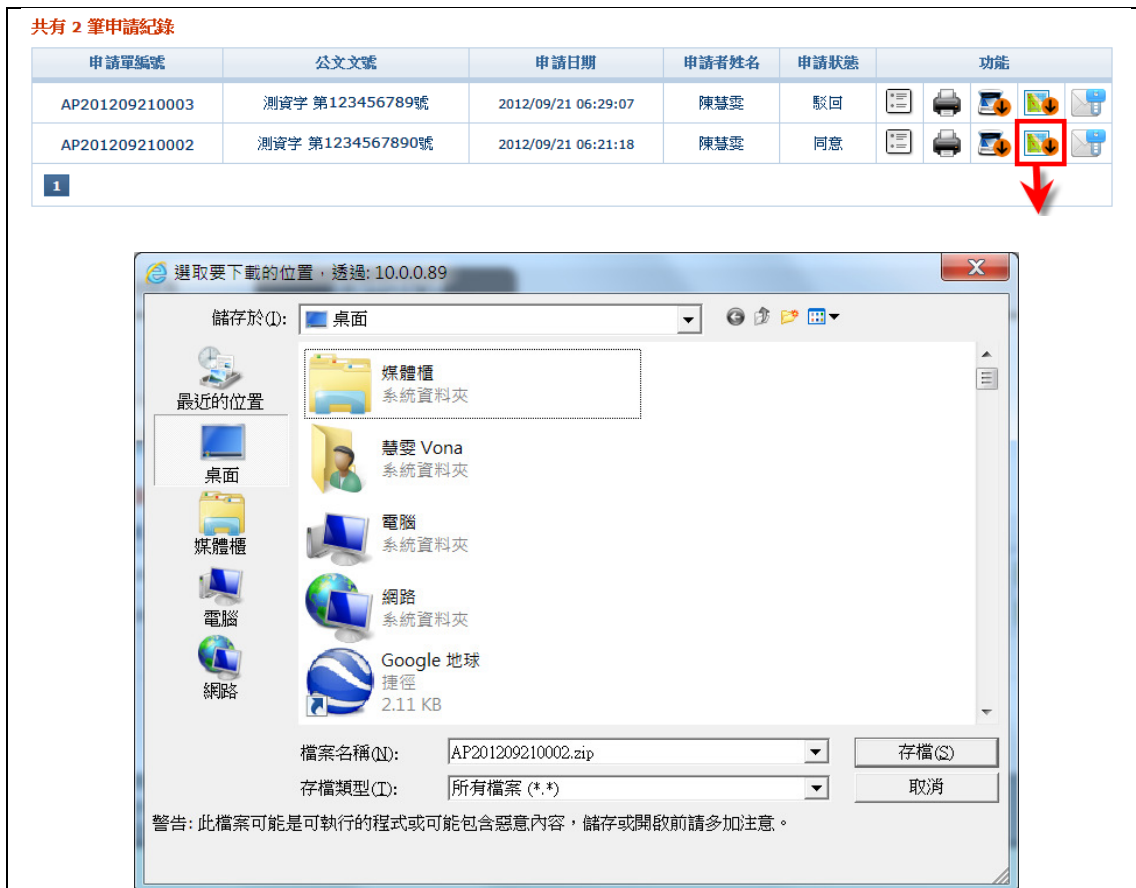 共有 2 筆申請紀錄
申請單編號 公文文號 申請日期 申請者姓名 申請狀態 功能
AP201209210003 測資字 第123456789號 2012/09/21 06:29:07 陳慧雯 駁回
AP201209210002 測資字 第1234567890號 2012/09/21 06:21:18 陳慧雯 同意
1
選取要下載的位置，透過: 10.0.0.89
儲存於(I): 桌面
最近的位置
桌面
媒體櫃
電腦
網路
媒體櫃
系統資料夾
慧雯 Vona
系統資料夾
電腦
系統資料夾
網路
系統資料夾
Google 地球
捷徑
2.11 KB
檔案名稱(N): AP201209210002.zip 存檔(S)
存檔類型(T): 所有檔案 (*.*) 取消
警告: 此檔案可能是可執行的程式或可能包含惡意內容，儲存或開啟前請多加注意。